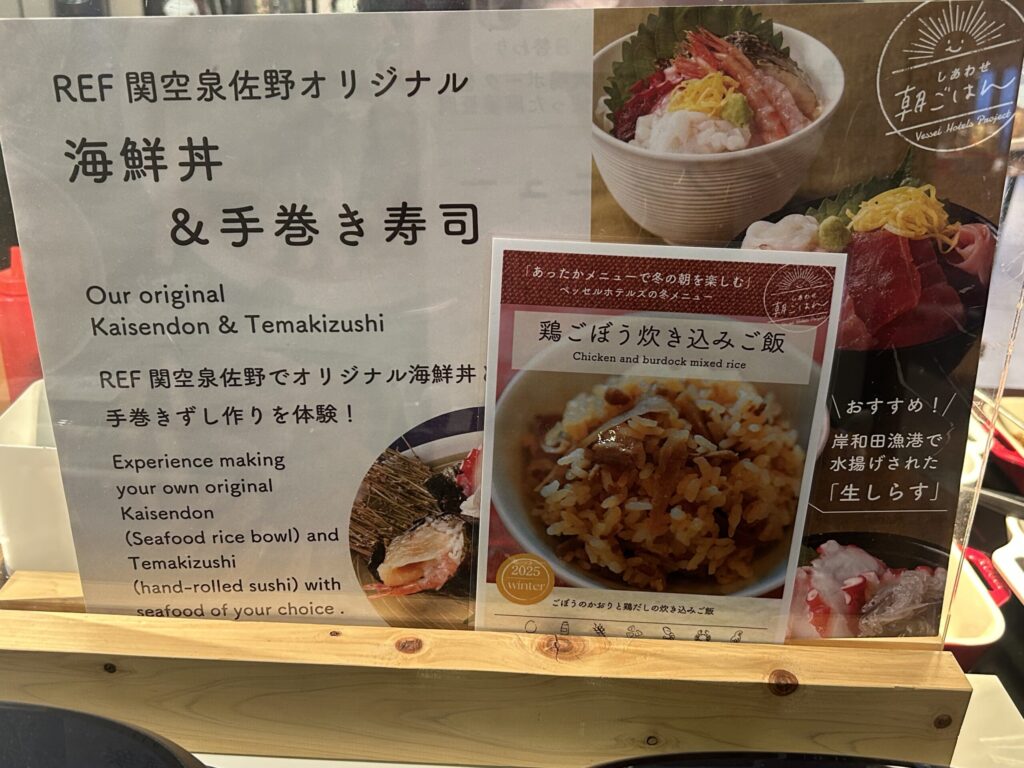 REF 関空泉佐野オリジナル
海鮮丼
&手巻き寿司
Our original
Kaisendon & Temakizushi
REF 関空泉佐野でオリジナル海鮮丼
手巻きずし作りを体験！
Experience making
your own original
Kaisendon
(Seafood rice bowl) and
Temakizushi
(hand-rolled sushi) with
seafood of your choice .
しあわせ
朝ごはん
Vessel Hotels Project
「あったかメニューで冬の朝を楽しむ」
ベッセルホテルズの冬メニュー
しあわせ
朝ごはん
鶏ごぼう炊き込みご飯
Chicken and burdock mixed rice
2025
winter
ごぼうのかおりと鶏だしの炊き込みご飯
\おすすめ！/
岸和田漁港で
水揚げされた
「生しらす」